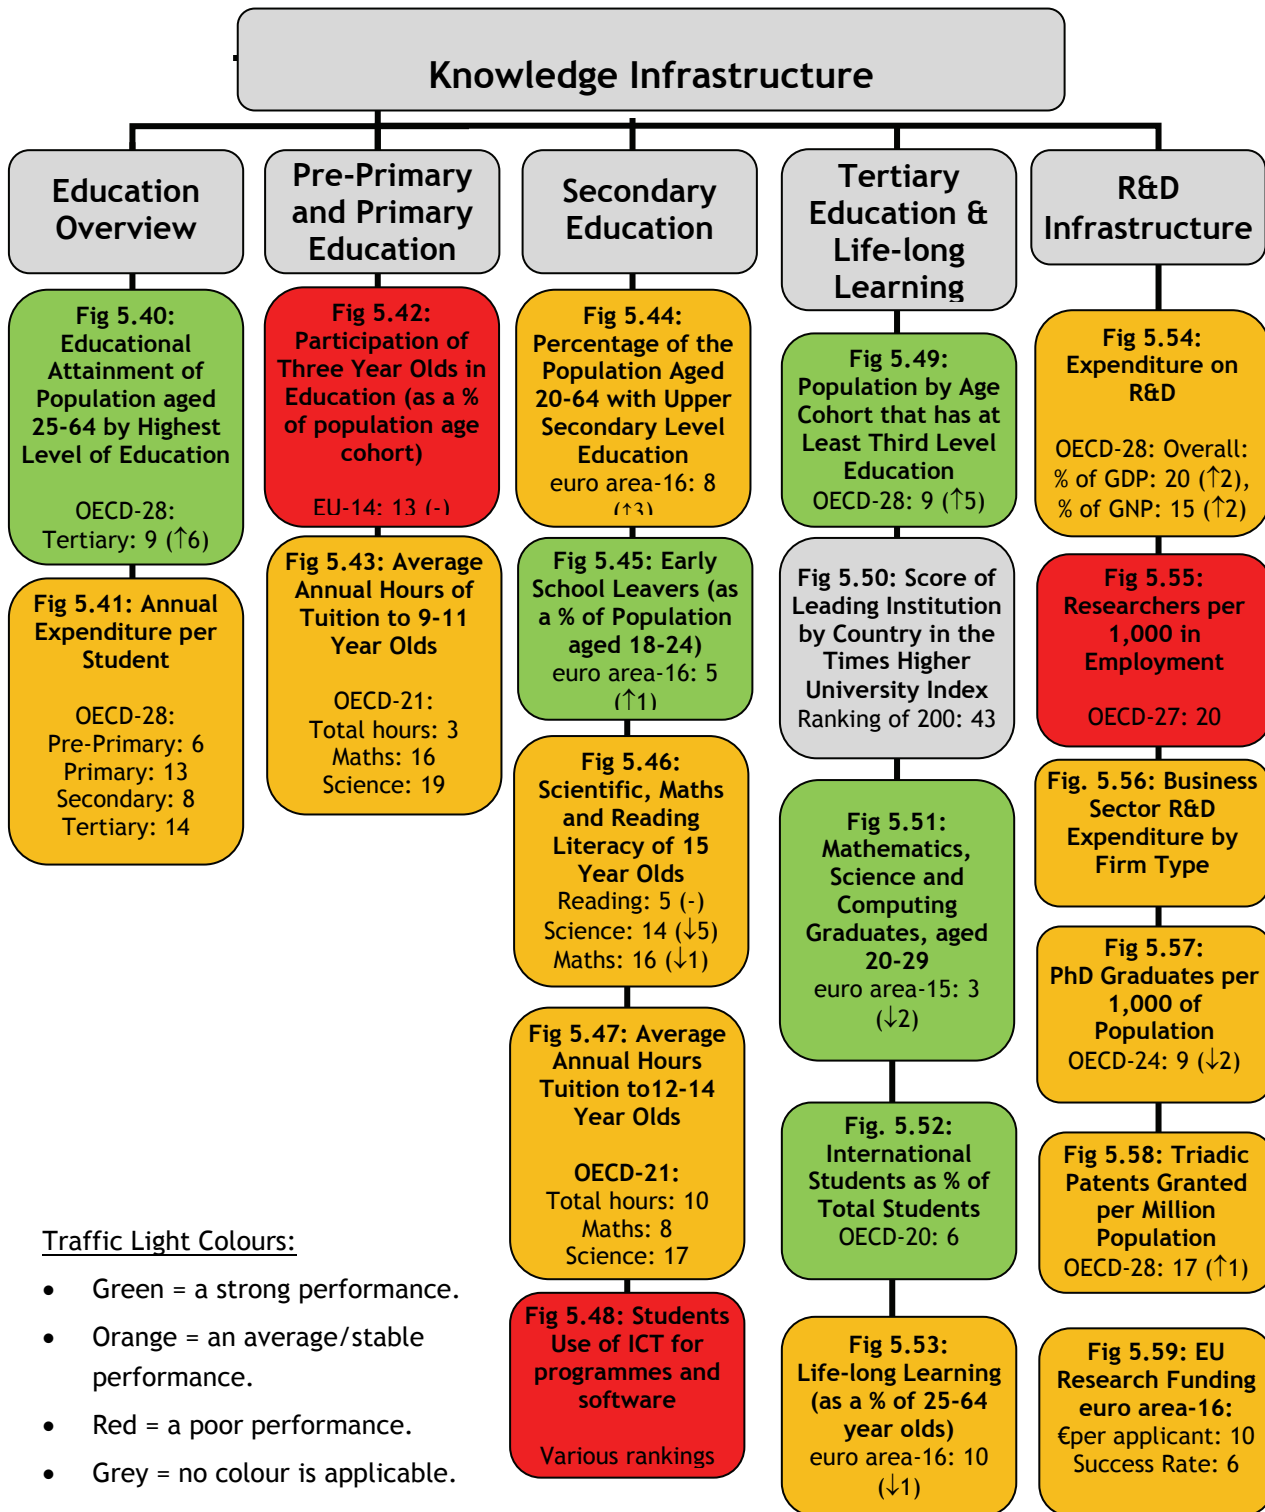 Knowledge Infrastructure
Education
Overview
Fig 5.40:
Educational
Attainment of
Population aged
25-64 by Highest
Level of Education
OECD-28:
Tertiary: 9 (↑6)
Fig 5.41: Annual
Expenditure per
Student
OECD-28:
Pre-Primary: 6
Primary: 13
Secondary: 8
Tertiary: 14
Pre-Primary
and Primary
Education
Fig 5.42:
Participation of
Three Year Olds in
Education (as a %
of population age
cohort)
EU-14: 13 (-)
Fig 5.43: Average
Annual Hours of
Tuition to 9-11
Year Olds
OECD-21:
Total hours: 3
Maths: 16
Science: 19
Secondary
Education
Fig 5.44:
Percentage of the
Population Aged
20-64 with Upper
Secondary Level
Education
euro area-16: 8
(↑3)
Fig 5.45: Early
School Leavers (as
a % of Population
aged 18-24)
euro area-16: 5
(↑1)
Fig 5.46:
Scientific, Maths
and Reading
Literacy of 15
Year Olds
Reading: 5 (-)
Science: 14 (↓5)
Maths: 16 (↓1)
Fig 5.47: Average
Annual Hours
Tuition to12-14
Year Olds
OECD-21:
Total hours: 10
Maths: 8
Science: 17
Fig 5.48: Students
Use of ICT for
programmes and
software
Various rankings
Tertiary
Education &
Life-long
Learning
Fig 5.49:
Population by Age
Cohort that has at
Least Third Level
Education
OECD-28: 9 (↑5)
Fig 5.50: Score of
Leading Institution
by Country in the
Times Higher
University Index
Ranking of 200: 43
Fig 5.51:
Mathematics,
Science and
Computing
Graduates, aged
20-29
euro area-15: 3
(↓2)
Fig. 5.52:
International
Students as % of
Total Students
OECD-20: 6
Fig 5.53:
Life-long Learning
(as a % of 25-64
year olds)
euro area-16: 10
(↓1)
R&D
Infrastructure
Fig 5.54:
Expenditure on
R&D
OECD-28: Overall:
% of GDP: 20 (↑2),
% of GNP: 15 (↑2)
Fig 5.55:
Researchers per
1,000 in
Employment
OECD-27: 20
Fig. 5.56: Business
Sector R&D
Expenditure by
Firm Type
Fig 5.57:
PhD Graduates per
1,000 of
Population
OECD-24: 9 (↓2)
Fig 5.58: Triadic
Patents Granted
per Million
Population
OECD-28: 17 (↑1)
Fig 5.59: EU
Research Funding
euro area-16:
€per applicant: 10
Success Rate: 6
Traffic Light Colours:
• Green = a strong performance.
• Orange = an average/stable
performance.
• Red = a poor performance.
• Grey = no colour is applicable.